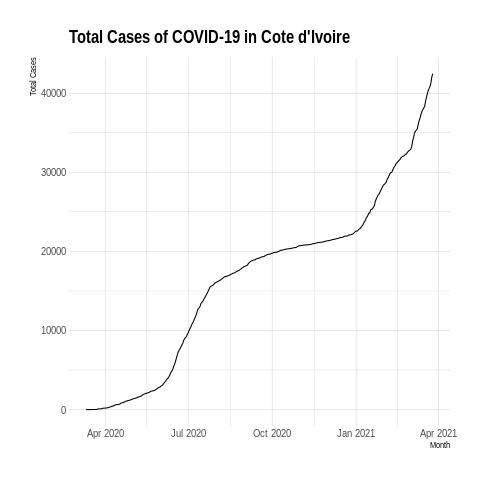 Total Cases of COVID-19 in Cote d'Ivoire
Total Cases
40000
30000
20000
10000
0
Apr 2020 Jul 2020 Oct 2020 Jan 2021 Apr 2021
Month